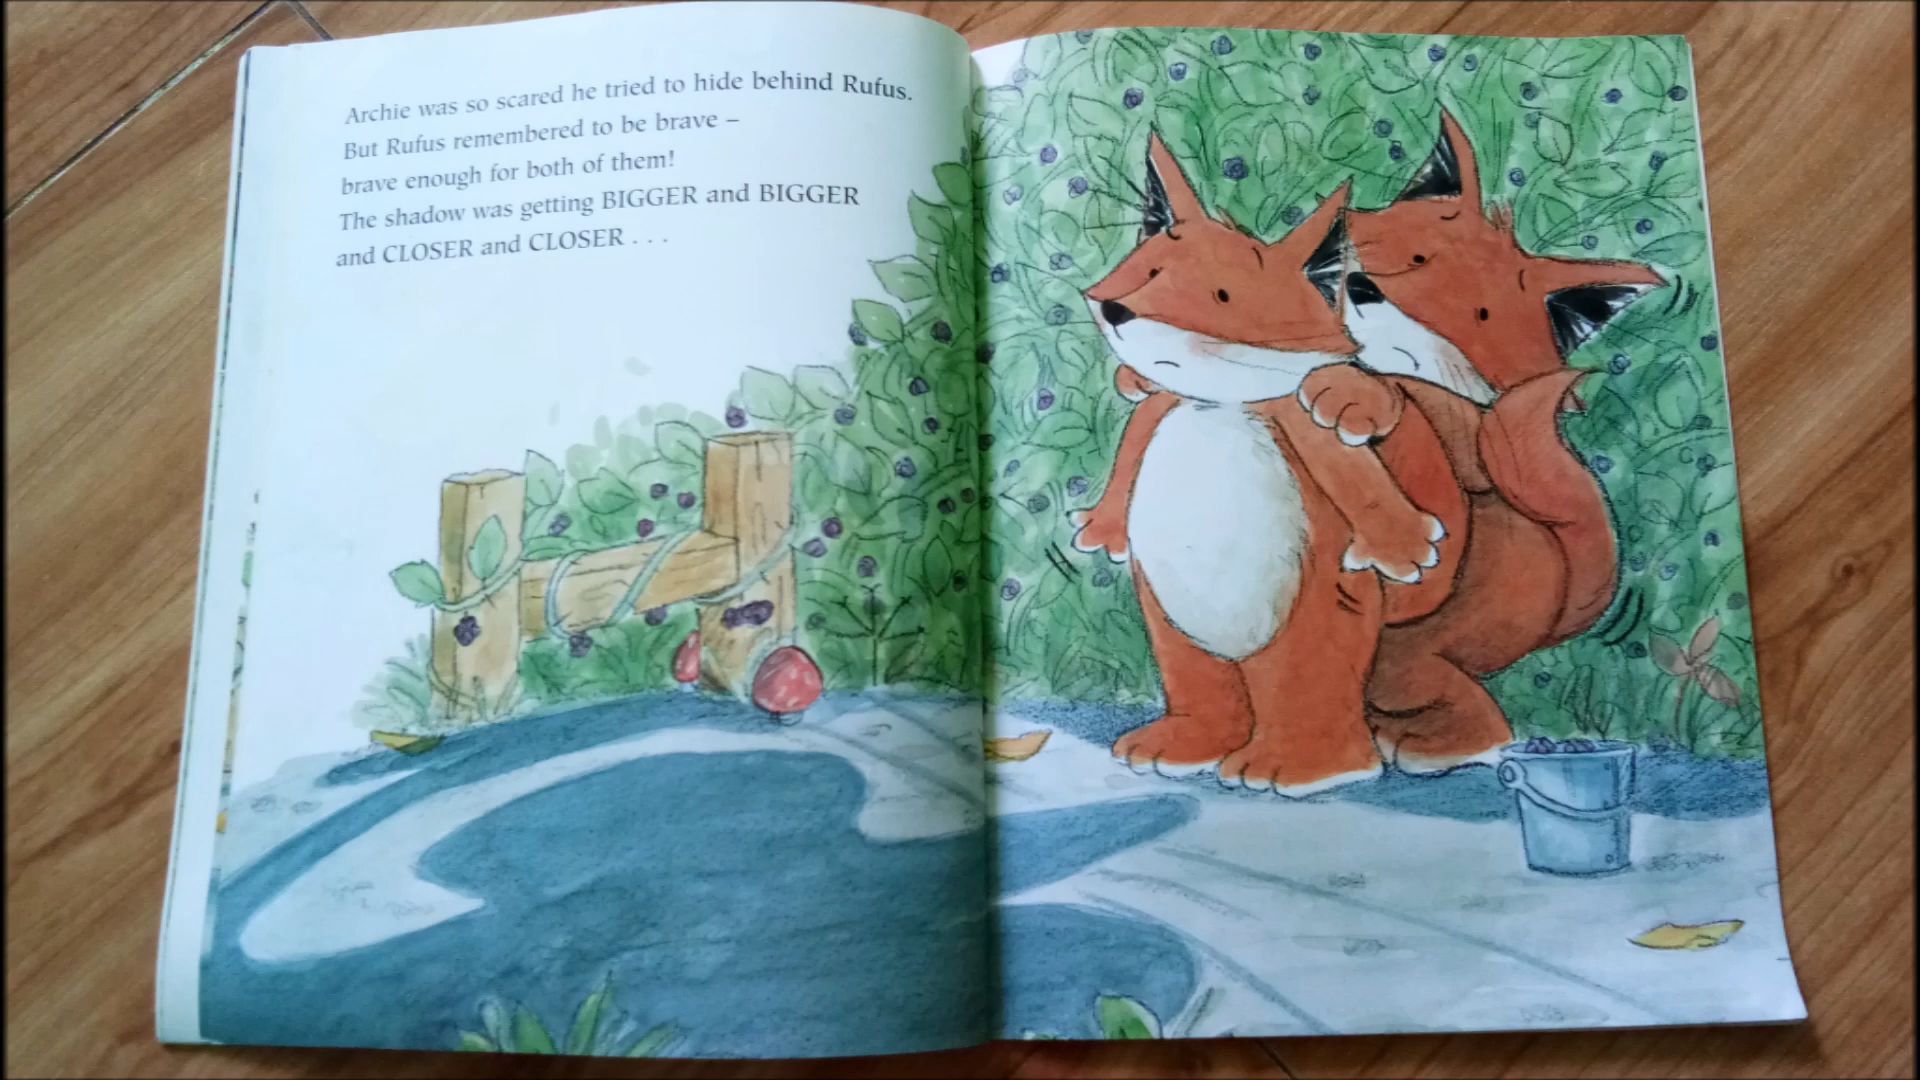 Archie was so scared he tried to hide behind Rufus.
But Rufus remembered to be brave –
brave enough for both of them!
The shadow was getting BIGGER and BIGGER
and CLOSER and CLOSER . . .